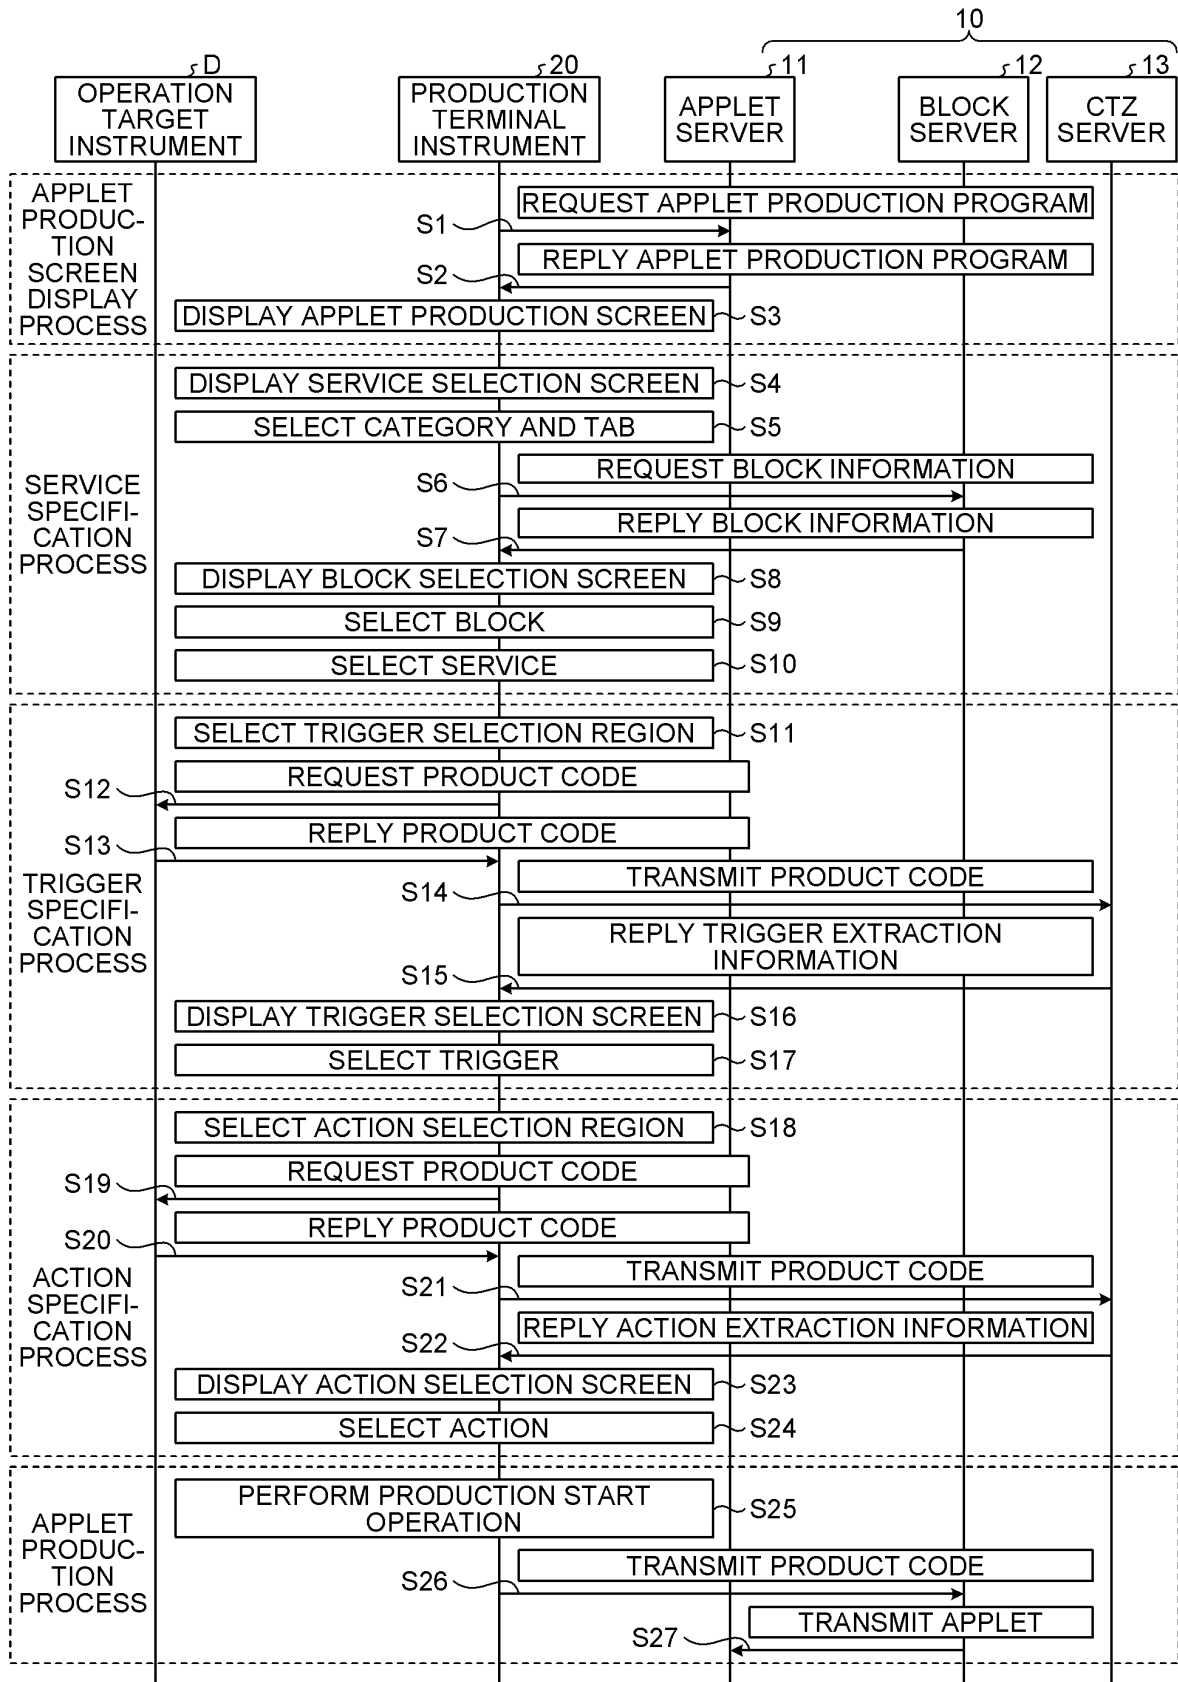 10
D
20
11
12
13
OPERATION
TARGET
INSTRUMENT
PRODUCTION
TERMINAL
INSTRUMENT
APPLET
SERVER
BLOCK
SERVER
CTZ
SERVER
APPLET
PRODUC-
TION
SCREEN
DISPLAY
PROCESS
REQUEST APPLET PRODUCTION PROGRAM
S1
REPLY APPLET PRODUCTION PROGRAM
S2
DISPLAY APPLET PRODUCTION SCREEN
S3
SERVICE
SPECIFI-
CATION
PROCESS
DISPLAY SERVICE SELECTION SCREEN
S4
SELECT CATEGORY AND TAB
S5
REQUEST BLOCK INFORMATION
S6
REPLY BLOCK INFORMATION
S7
DISPLAY BLOCK SELECTION SCREEN
S8
SELECT BLOCK
S9
SELECT SERVICE
S10
TRIGGER
SPECIFI-
CATION
PROCESS
SELECT TRIGGER SELECTION REGION
S11
REQUEST PRODUCT CODE
S12
REPLY PRODUCT CODE
S13
TRANSMIT PRODUCT CODE
S14
REPLY TRIGGER EXTRACTION
INFORMATION
S15
DISPLAY TRIGGER SELECTION SCREEN
S16
SELECT TRIGGER
S17
ACTION
SPECIFI-
CATION
PROCESS
SELECT ACTION SELECTION REGION
S18
REQUEST PRODUCT CODE
S19
REPLY PRODUCT CODE
S20
TRANSMIT PRODUCT CODE
S21
REPLY ACTION EXTRACTION INFORMATION
S22
DISPLAY ACTION SELECTION SCREEN
S23
SELECT ACTION
S24
APPLET
PRODUC-
TION
PROCESS
PERFORM PRODUCTION START
OPERATION
S25
TRANSMIT PRODUCT CODE
S26
TRANSMIT APPLET
S27